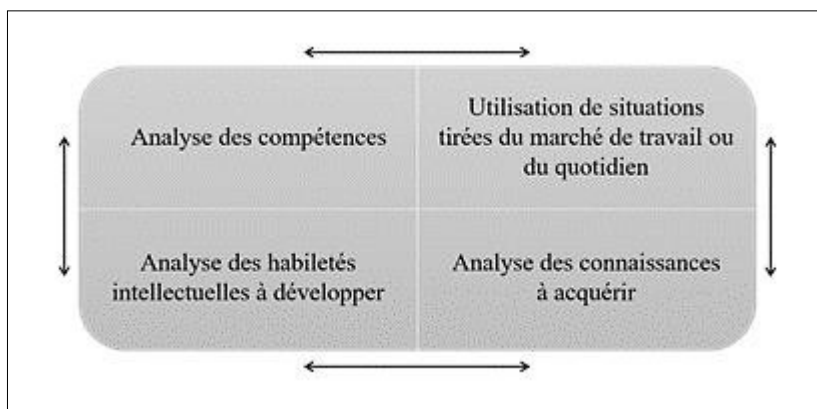 Analyse des compétences
Utilisation de situations
tirées du marché de travail ou
du quotidien
Analyse des habiletés
intellectuelles à développer
Analyse des connaissances
à acquérir